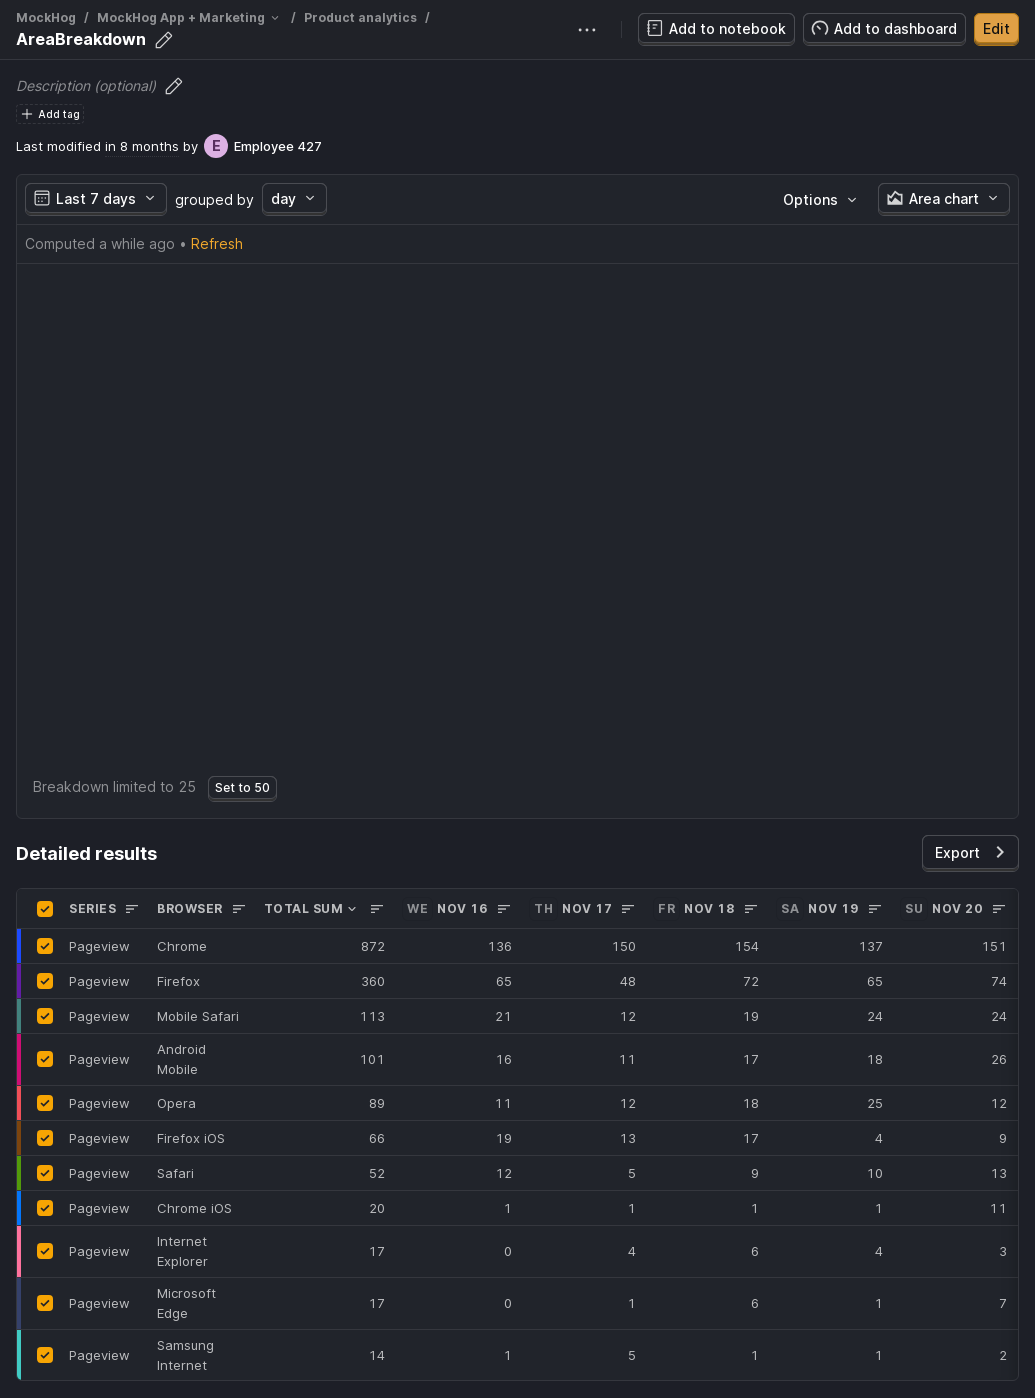 MockHog / MockHog App + Marketing / Product analytics /
AreaBreakdown
Add to notebook Add to dashboard Edit
Description (optional)
Add tag
Last modified in 8 months by E Employee 427
Last 7 days grouped by day Options Area chart
Computed a while ago • Refresh
Breakdown limited to 25 Set to 50
Detailed results Export
SERIES BROWSER TOTAL SUM WE NOV 16 TH NOV 17 FR NOV 18 SA NOV 19 SU NOV 20
Pageview Chrome 872 136 150 154 137 151
Pageview Firefox 360 65 48 72 65 74
Pageview Mobile Safari 113 21 12 19 24 24
Pageview Android Mobile 101 16 11 17 18 26
Pageview Opera 89 11 12 18 25 12
Pageview Firefox iOS 66 19 13 17 4 9
Pageview Safari 52 12 5 9 10 13
Pageview Chrome iOS 20 1 1 1 1 11
Pageview Internet Explorer 17 0 4 6 4 3
Pageview Microsoft Edge 17 0 1 6 1 7
Pageview Samsung Internet 14 1 5 1 1 2